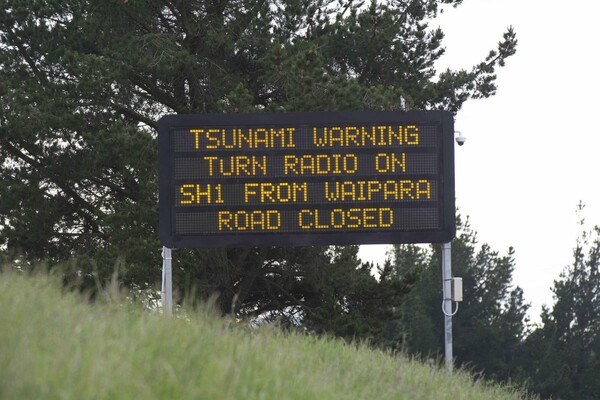 TSUNAMI WARNING
TURN RADIO ON
SH1 FROM WAIPARA
ROAD CLOSED